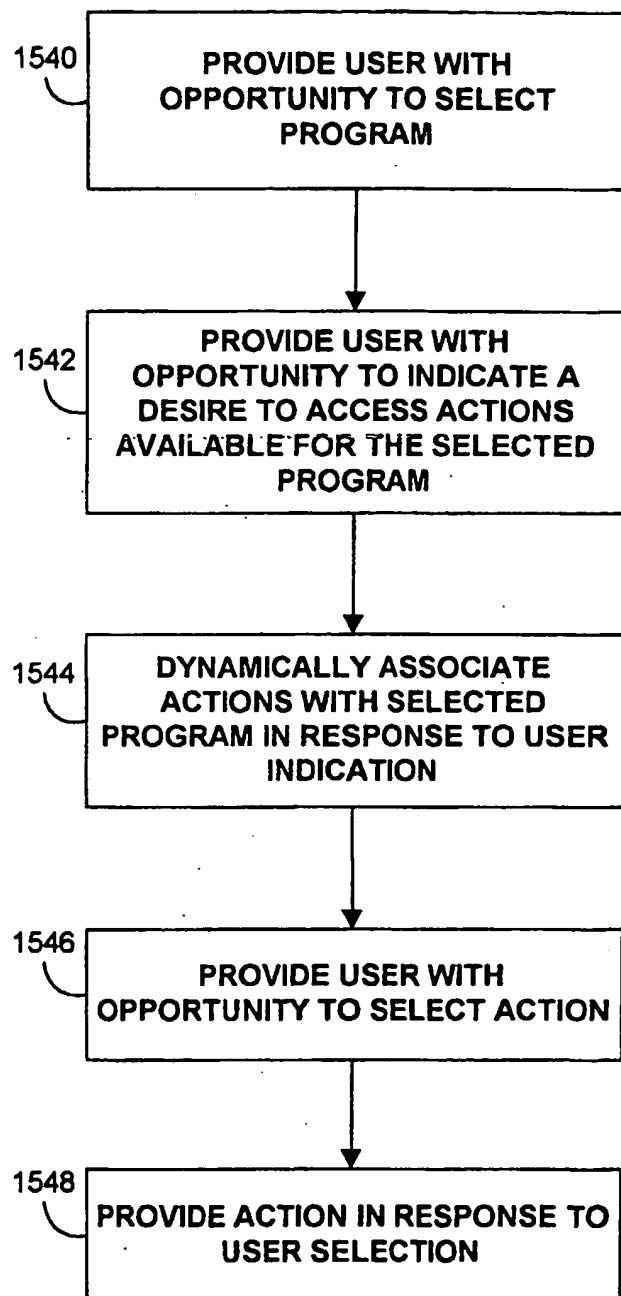 1540
PROVIDE USER WITH
OPPORTUNITY TO SELECT
PROGRAM
1542
PROVIDE USER WITH
OPPORTUNITY TO INDICATE A
DESIRE TO ACCESS ACTIONS
AVAILABLE FOR THE SELECTED
PROGRAM
1544
DYNAMICALLY ASSOCIATE
ACTIONS WITH SELECTED
PROGRAM IN RESPONSE TO USER
INDICATION
1546
PROVIDE USER WITH
OPPORTUNITY TO SELECT ACTION
1548
PROVIDE ACTION IN RESPONSE TO
USER SELECTION